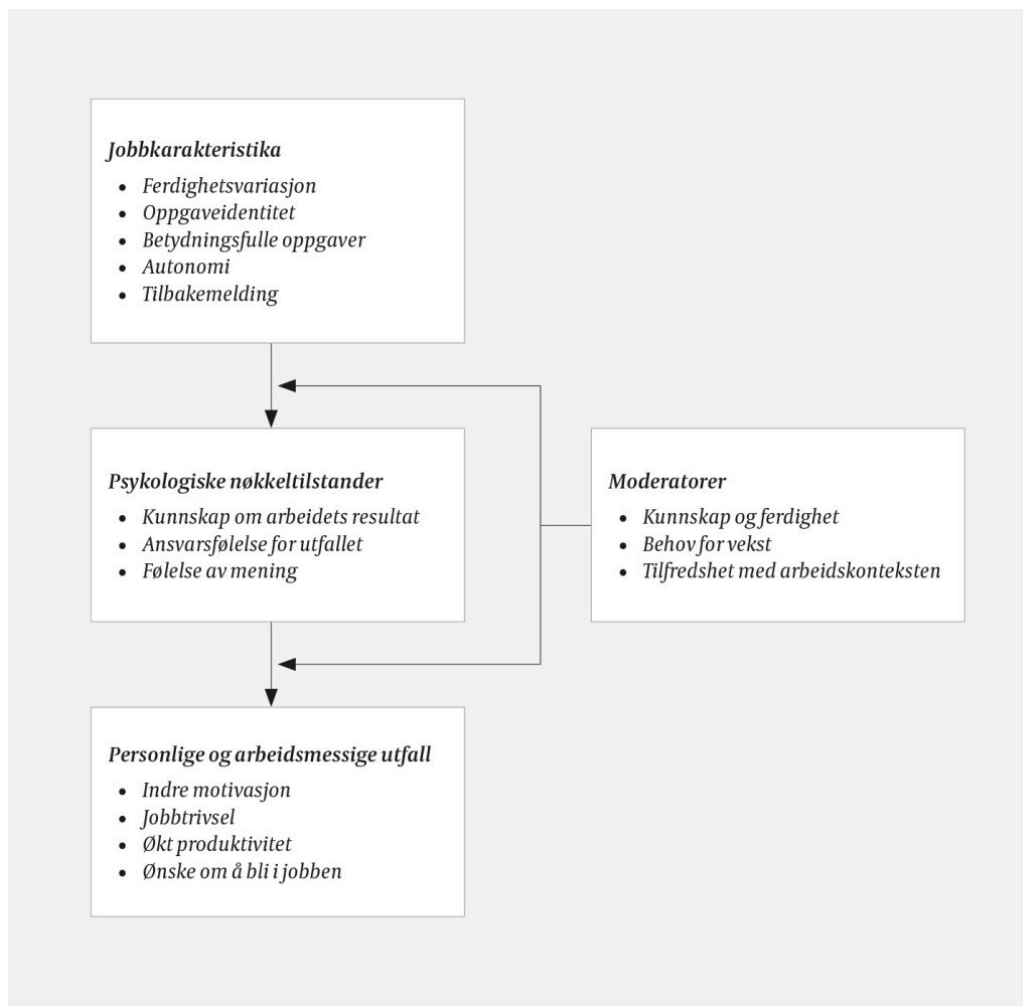 Jobbkarakteristika
• Ferdighetsvariasjon
• Oppgaveidentitet
• Betydningsfulle oppgaver
• Autonomi
• Tilbakemelding
Psykologiske nøkkeltilstander
• Kunnskap om arbeidets resultat
• Ansvarsfølelse for utfallet
• Følelse av mening
Moderatorer
• Kunnskap og ferdighet
• Behov for vekst
• Tilfredshet med arbeidskonteksten
Personlige og arbeidsmessige utfall
• Indre motivasjon
• Jobbtrivsel
• Økt produktivitet
• Ønske om å bli i jobben